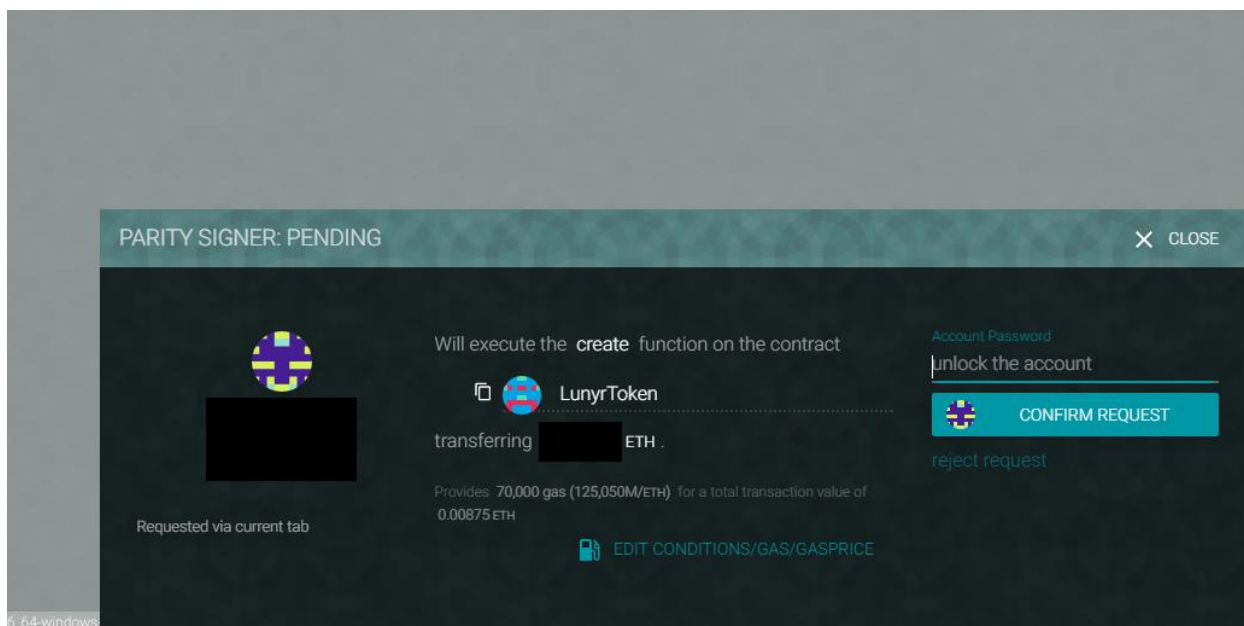 PARITY SIGNER: PENDING
CLOSE
Will execute the create function on the contract
LunyrToken
transferring ETH .
Provides 70,000 gas (125,050M/ETH) for a total transaction value of
0.00875 ETH
EDIT CONDITIONS/GAS/GASPRICE
Requested via current tab
Account Password
unlock the account
CONFIRM REQUEST
reject request
6_64-windows